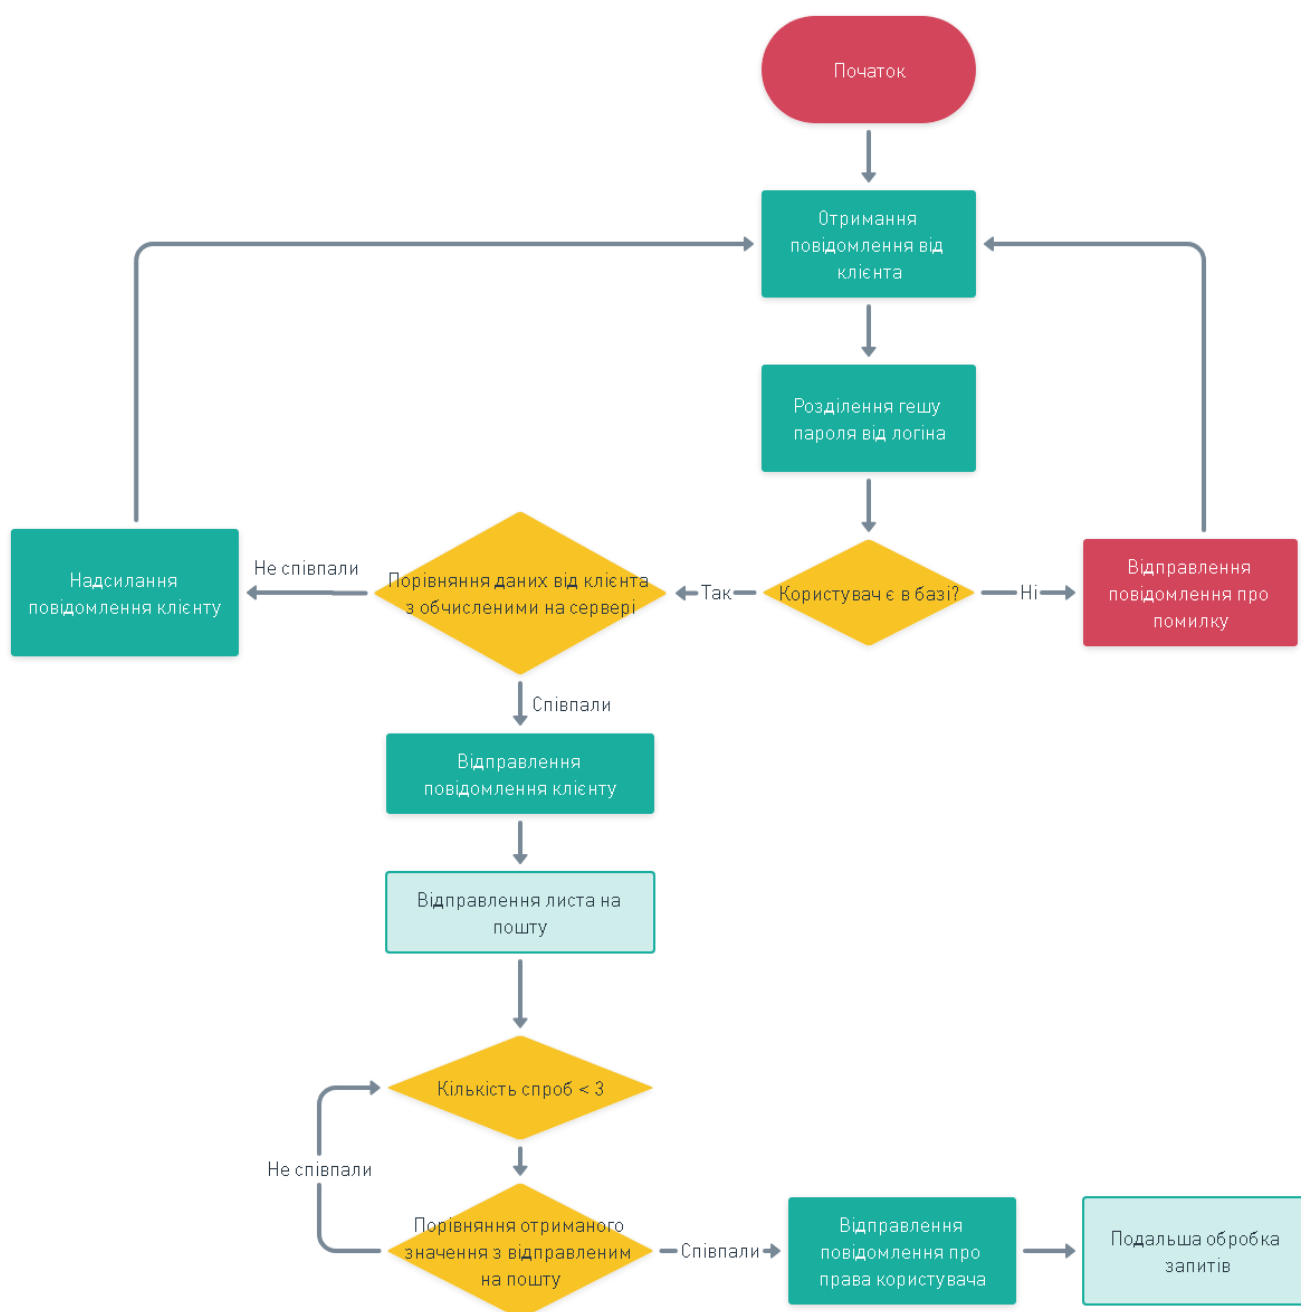 Початок
Отримання
повідомлення від
клієнта
Розділення гешу
пароля від логіна
Надсилання
повідомлення клієнту
Не співпали
Порівняння даних від клієнта
з обчисленими на сервері
Так
Користувач є в базі?
Ні
Відправлення
повідомлення про
помилку
Співпали
Відправлення
повідомлення клієнту
Відправлення листа на
пошту
Кількість спроб < 3
Не співпали
Порівняння отриманого
значення з відправленим
на пошту
Співпали
Відправлення
повідомлення про
права користувача
Подальша обробка
запитів